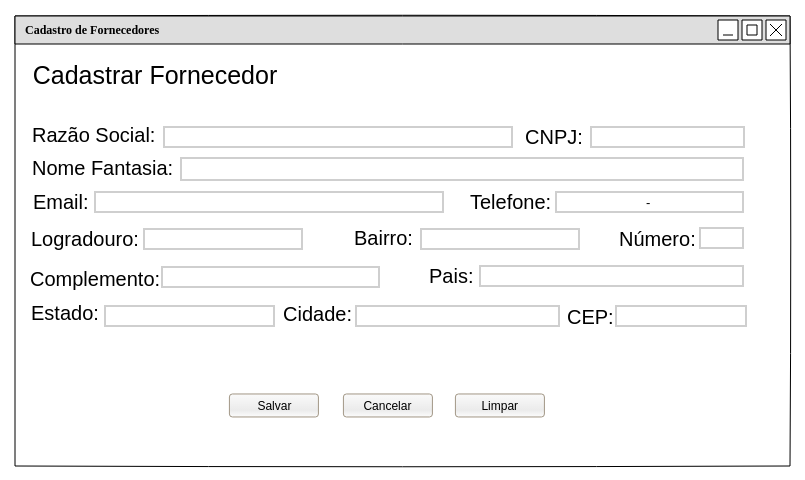 Cadastro de Fornecedores
Cadastrar Fornecedor
Razão Social: CNPJ:
Nome Fantasia:
Email: Telefone: -
Logradouro: Bairro: Número:
Complemento: Pais:
Estado: Cidade: CEP:
Salvar Cancelar Limpar